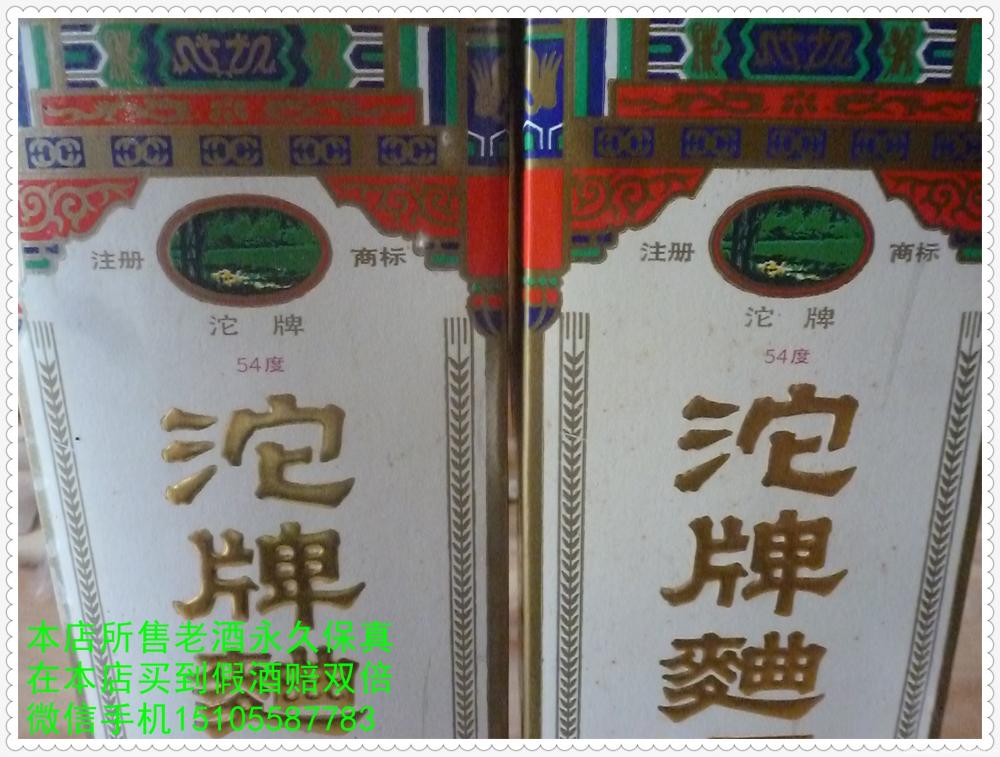 注册 商标
沱牌
54度
沱
牌
注册 商标
沱牌
54度
沱
牌
麯
本店所售老酒永久保真
在本店买到假酒赔双倍
微信手机15105587783